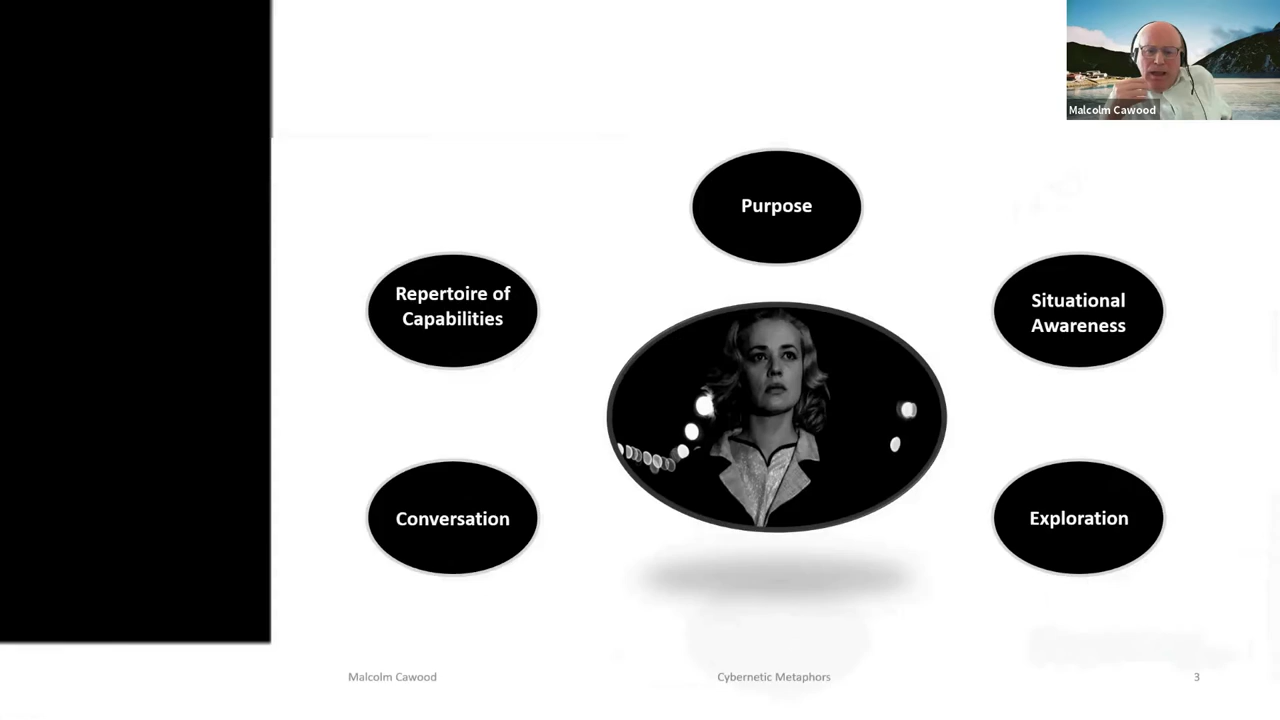 Malcolm Cawood
Purpose
Repertoire of
Capabilities
Situational
Awareness
Conversation
Exploration
Malcolm Cawood
Cybernetic Metaphors
3